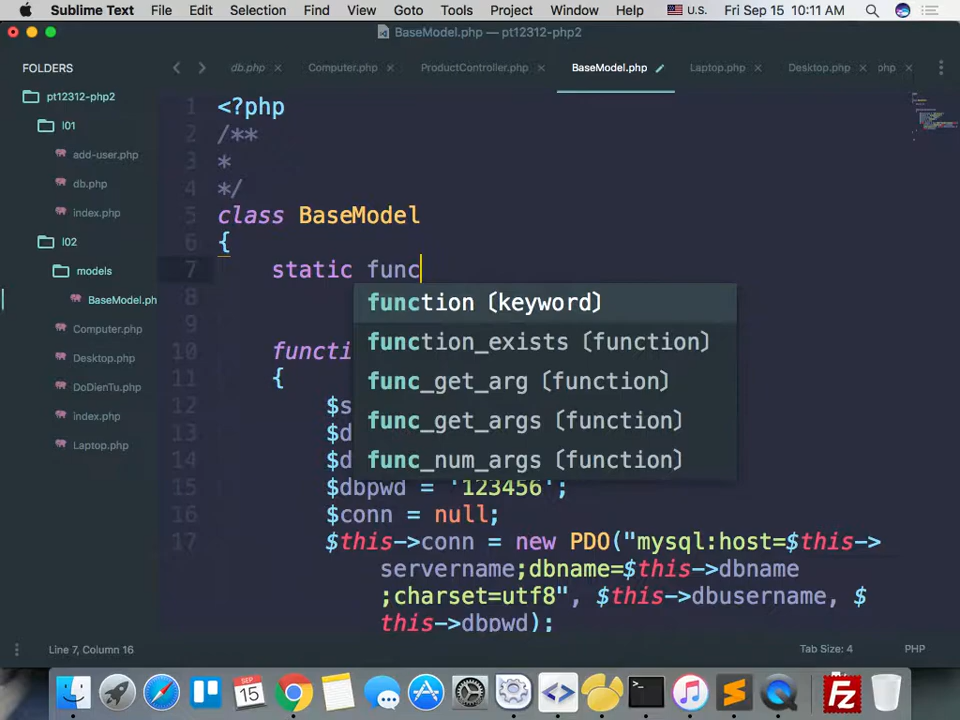 Sublime Text File Edit Selection Find View Goto Tools Project Window Help U.S. Fri Sep 15 10:11 AM
BaseModel.php — pt12312-php2
FOLDERS
pt12312-php2
l01
add-user.php
db.php
index.php
l02
models
BaseModel.ph
Computer.php
Desktop.php
DoDienTu.php
index.php
Laptop.php
db.php × Computer.php × ProductController.php × BaseModel.php Laptop.php × Desktop.php × php ×
1 <?php
2 /**
3 *
4 */
5 class BaseModel
6 {
7 static func
8
function (keyword)
function_exists (function)
func_get_arg (function)
func_get_args (function)
func_num_args (function)
10 functi
11 {
12 $s
13 $d
14 $d
15 $dbpwd = '123456';
16 $conn = null;
17 $this->conn = new PDO("mysql:host=$this->
servername;dbname=$this->dbname
;charset=utf8", $this->dbusername, $
this->dbpwd);
Line 7, Column 16 Tab Size: 4 PHP
SEP
15
Fz